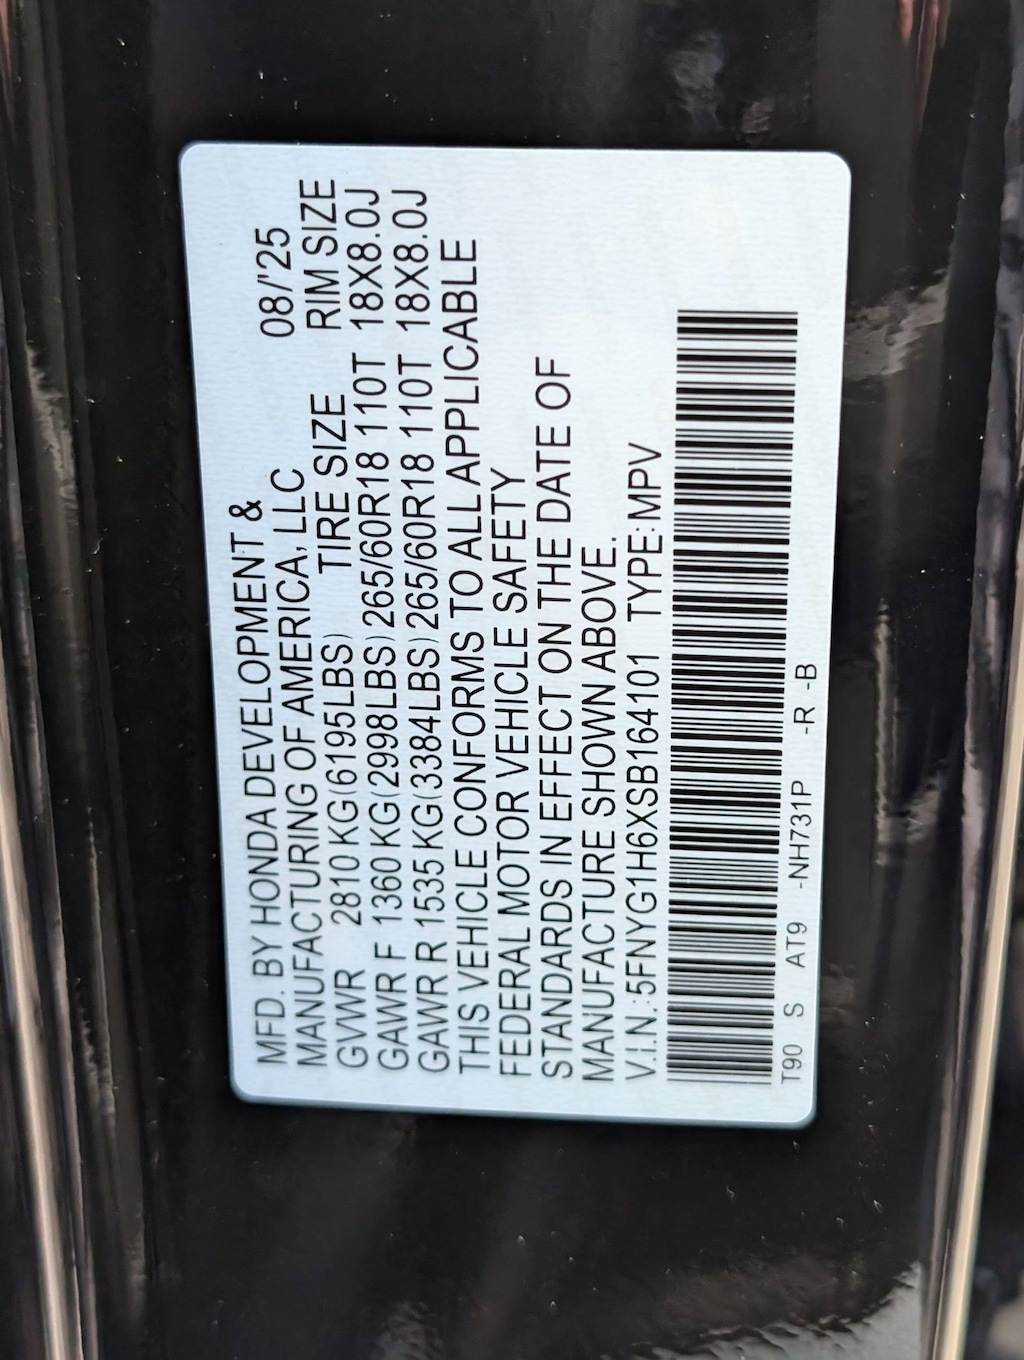 MFD. BY HONDA DEVELOPMENT &
MANUFACTURING OF AMERICA, LLC 08/'25
GVWR 2810 KG(6195LBS) TIRE SIZE RIM SIZE
GAWR F 1360 KG(2998LBS) 265/60R18 110T 18X8.0J
GAWR R 1535 KG(3384LBS) 265/60R18 110T 18X8.0J
THIS VEHICLE CONFORMS TO ALL APPLICABLE
FEDERAL MOTOR VEHICLE SAFETY
STANDARDS IN EFFECT ON THE DATE OF
MANUFACTURE SHOWN ABOVE.
V.I.N.:5FNYG1H6XSB164101 TYPE:MPV
T90 S AT9 -NH731P -R -B